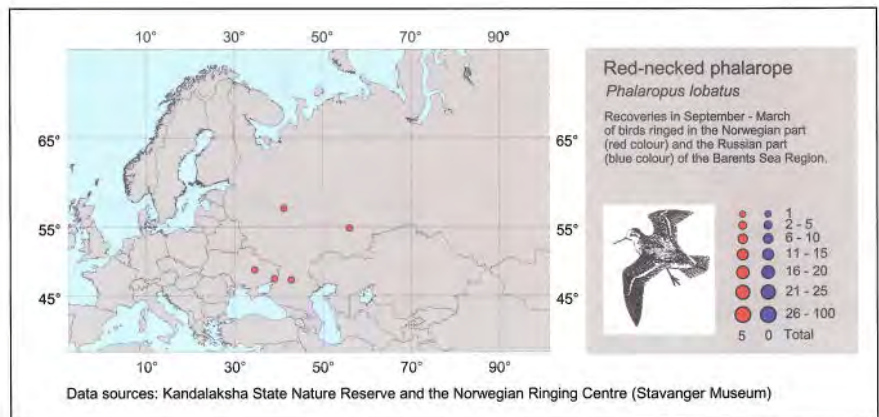 10° 30° 50° 70° 90°
65° 65°
55° 55°
45° 45°
10° 30° 50° 70° 90°
Red-necked phalarope
Phalaropus lobatus
Recoveries in September - March
of birds ringed in the Norwegian part
(red colour) and the Russian part
(blue colour) of the Barents Sea Region.
1
2 - 5
6 - 10
11 - 15
16 - 20
21 - 25
26 - 100
5 0 Total
Data sources: Kandalaksha State Nature Reserve and the Norwegian Ringing Centre (Stavanger Museum)